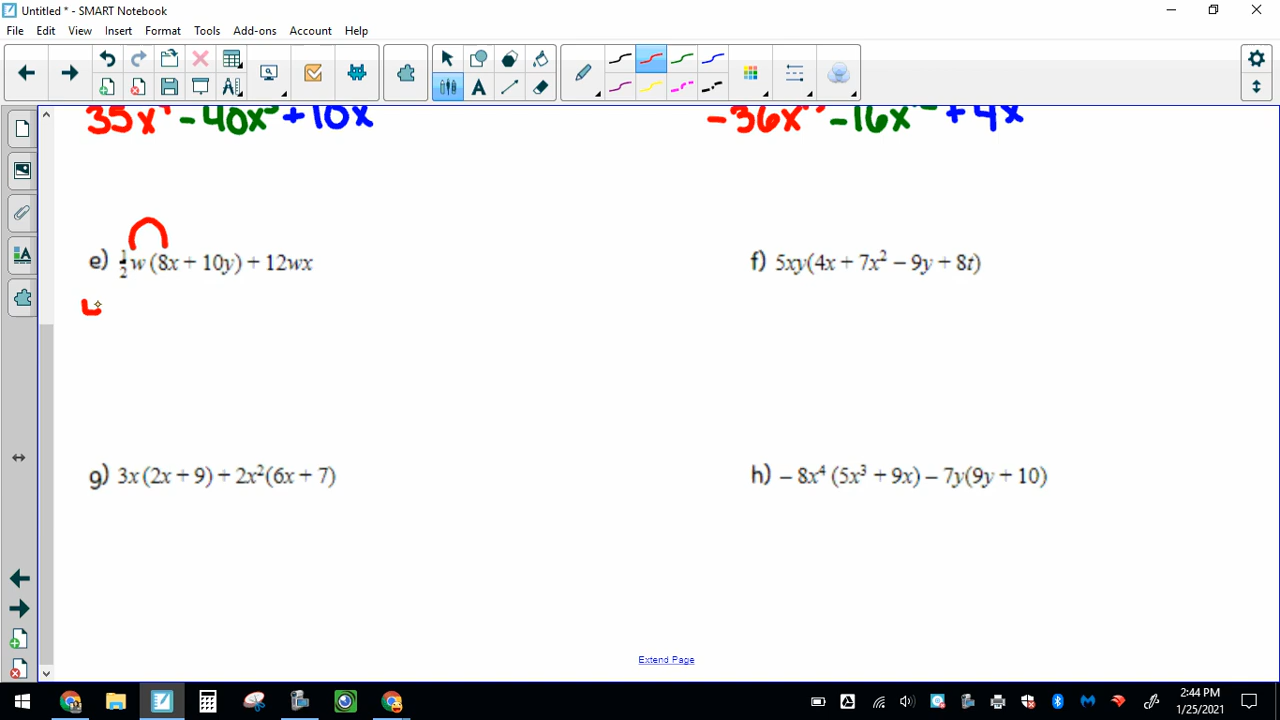 Untitled * - SMART Notebook
File Edit View Insert Format Tools Add-ons Account Help
35x - 40x + 10x
- 36x - 16x + 4x
e) ½w(8x + 10y) + 12wx
f) 5xy(4x + 7x² − 9y + 8t)
g) 3x(2x + 9) + 2x²(6x + 7)
h) − 8x⁴ (5x³ + 9x) − 7y(9y + 10)
Extend Page
2:44 PM
1/25/2021